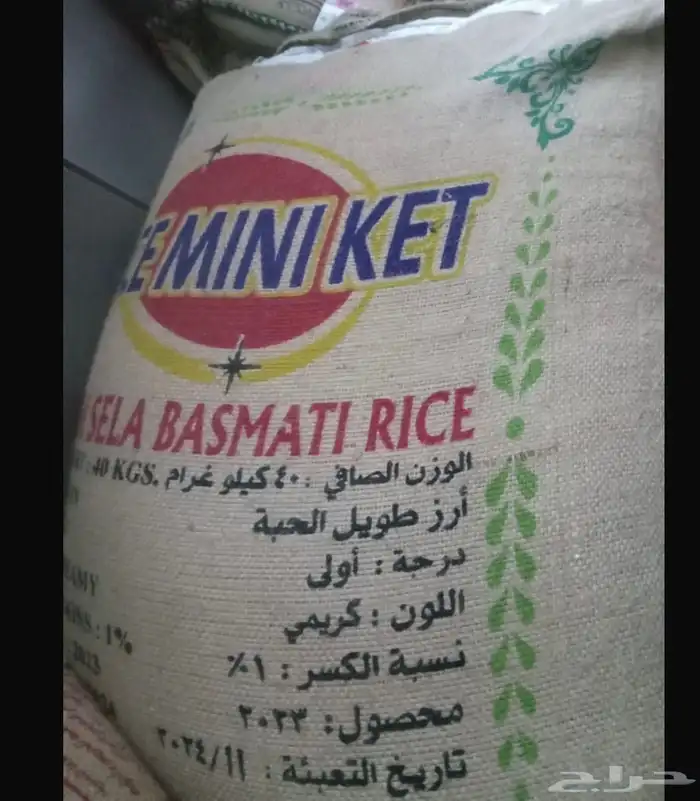 MINI KET
SELA BASMATI RICE
40 KGS. الوزن الصافي : ٤٠ كيلو غرام
أرز طويل الحبة
درجة : أولى
اللون : كريمي
نسبة الكسر : ١٪
: 1%
محصول : ٢٠٢٣
تاريخ التعبئة : ٢٠٢٤/١١
حراج